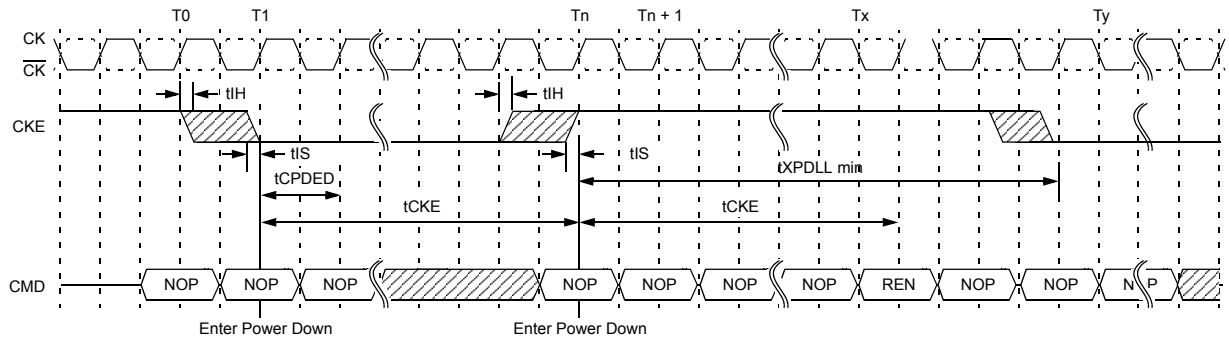 T0 T1 Tn Tn + 1 Tx Ty
CK
CK
tIH tIH
CKE
tIS tIS
tXPDLL min
tCPDED
tCKE tCKE
CMD NOP NOP NOP NOP NOP NOP NOP REN NOP NOP N P
Enter Power Down Enter Power Down